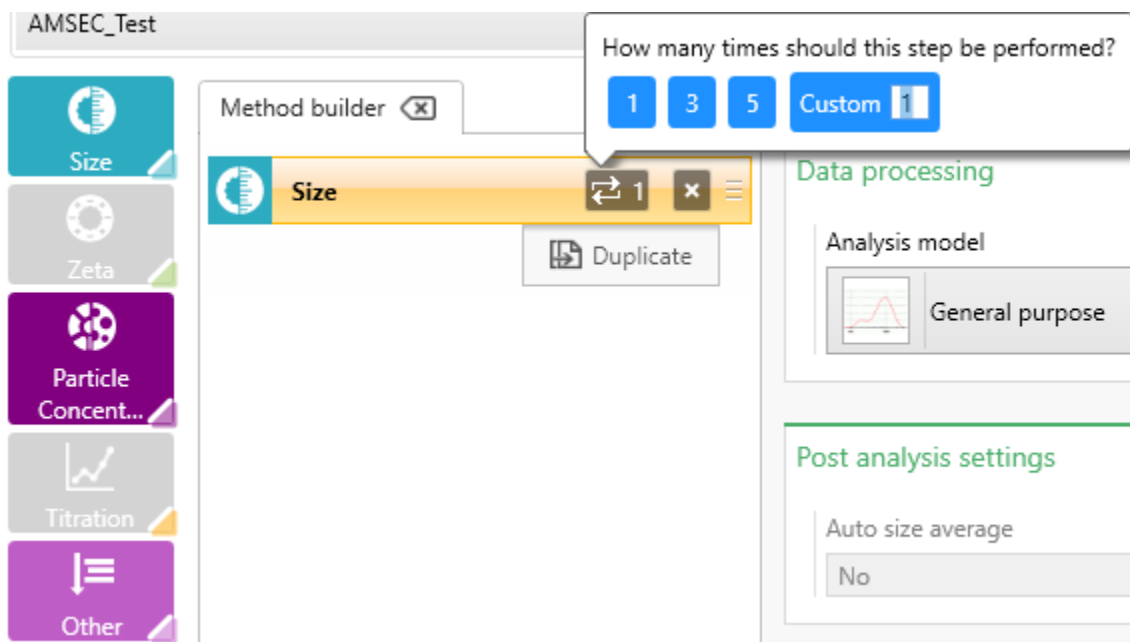 AMSEC_Test
How many times should this step be performed?
1 3 5 Custom 1
Size
Zeta
Particle
Concent...
Titration
Other
Method builder
Size 1
Duplicate
Data processing
Analysis model
General purpose
Post analysis settings
Auto size average
No